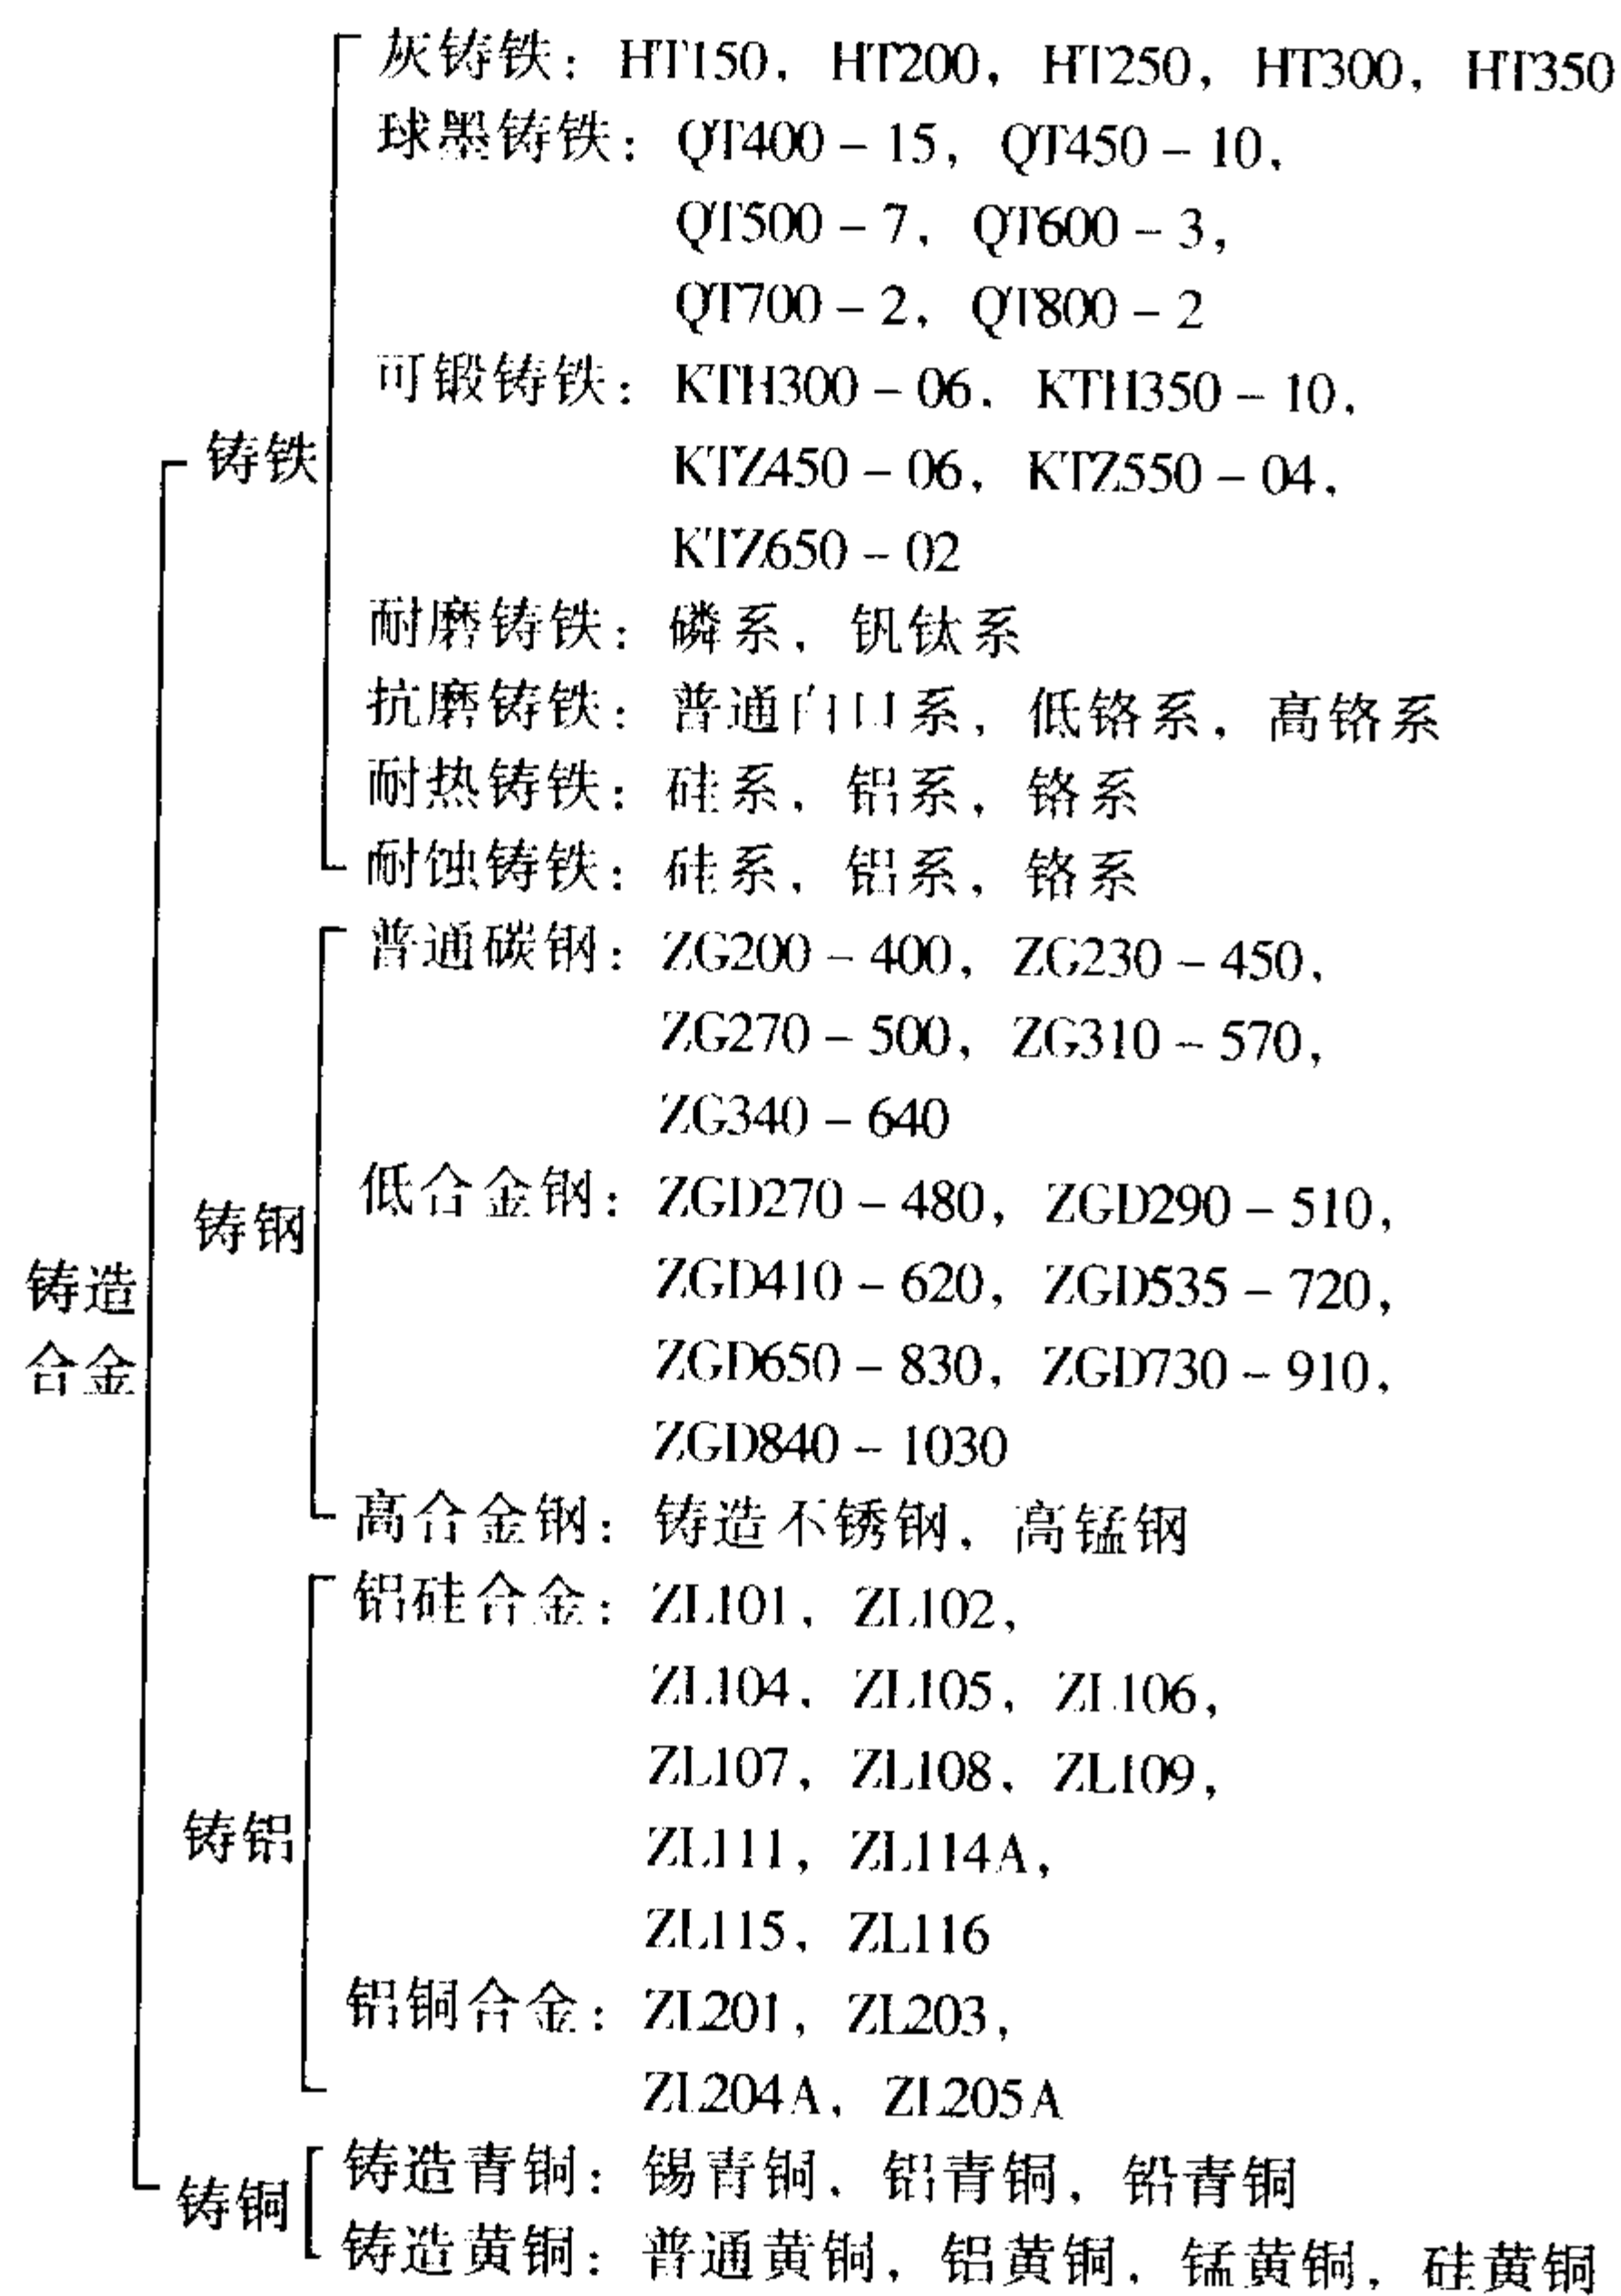 灰铸铁：HT150，HT200，HT250，HT300，HT350
球墨铸铁：QT400－15，QT450－10，
QT500－7，QT600－3，
QT700－2，QT800－2
可锻铸铁：KTH300－06，KTH350－10，
铸铁
KTZ450－06，KTZ550－04，
KTZ650－02
耐磨铸铁：磷系，钒钛系
抗磨铸铁：普通白口系，低铬系，高铬系
耐热铸铁：硅系，铝系，铬系
耐蚀铸铁：硅系，铝系，铬系
普通碳钢：ZG200－400，ZG230－450，
ZG270－500，ZG310－570，
ZG340－640
低合金钢：ZGD270－480，ZGD290－510，
铸钢
ZGD410－620，ZGD535－720，
铸造
合金
ZGD650－830，ZGD730－910，
ZGD840－1030
高合金钢：铸造不锈钢，高锰钢
铝硅合金：ZL101，ZL102，
ZL104，ZL105，ZL106，
ZL107，ZL108，ZL109，
铸铝
ZL111，ZL114A，
ZL115，ZL116
铝铜合金：ZL201，ZL203，
ZL204A，ZL205A
铸造青铜：锡青铜，铝青铜，铅青铜
铸铜
铸造黄铜：普通黄铜，铝黄铜，锰黄铜，硅黄铜